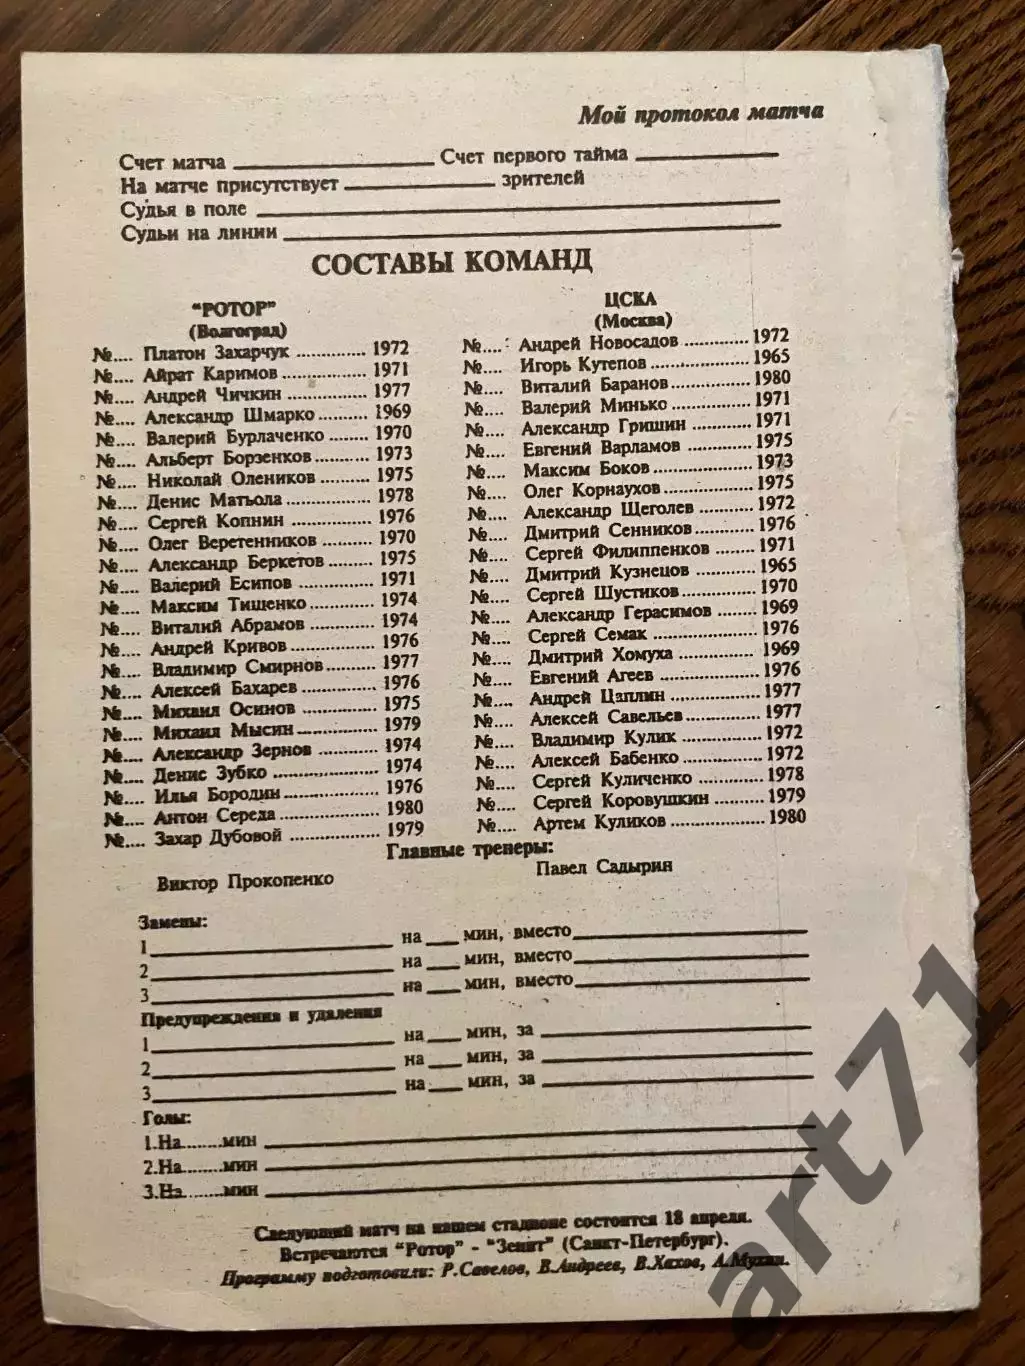 Мой протокол матча
Счет матча Счет первого тайма
На матче присутствует зрителей
Судья в поле
Судьи на линии
СОСТАВЫ КОМАНД
"РОТОР"
(Волгоград)
№.... Платон Захарчук .............. 1972
№.... Айрат Каримов ................. 1971
№.... Андрей Чичкин ................ 1977
№.... Александр Шмарко .......... 1969
№.... Валерий Бурлаченко ........ 1970
№.... Альберт Борзенков ............ 1973
№.... Николай Олеников ........... 1975
№.... Денис Матьола .................. 1978
№.... Сергей Копнин .................. 1976
№.... Олег Веретенников ........... 1970
№.... Александр Беркетов ......... 1975
№.... Валерий Есипов ................ 1971
№.... Максим Тищенко .............. 1974
№.... Виталий Абрамов .............. 1974
№.... Андрей Кривов ................. 1976
№.... Владимир Смирнов ........... 1977
№.... Алексей Бахарев ............... 1976
№.... Михаил Осинов ................ 1975
№.... Михаил Мысин ................. 1979
№.... Александр Зернов ............. 1974
№.... Денис Зубко ...................... 1974
№.... Илья Бородин .................... 1976
№.... Антон Середа .................... 1980
№.... Захар Дубовой ................... 1979
ЦСКА
(Москва)
№.... Андрей Новосадов ............. 1972
№.... Игорь Кутепов .................... 1965
№.... Виталий Баранов ................ 1980
№.... Валерий Минько ................ 1971
№.... Александр Гришин ............ 1971
№.... Евгений Варламов .............. 1975
№.... Максим Боков .................... 1973
№.... Олег Корнаухов .................. 1975
№.... Александр Щеголев ............ 1972
№.... Дмитрий Сенников ............ 1976
№.... Сергей Филиппенков ......... 1971
№.... Дмитрий Кузнецов ............. 1965
№.... Сергей Шустиков ............... 1970
№.... Александр Герасимов ........ 1969
№.... Сергей Семак ..................... 1976
№.... Дмитрий Хомуха ................ 1969
№.... Евгений Агеев .................... 1976
№.... Андрей Цаплин .................. 1977
№.... Алексей Савельев ............... 1977
№.... Владимир Кулик ................. 1972
№.... Алексей Бабенко ................ 1972
№.... Сергей Куличенко .............. 1978
№.... Сергей Коровушкин ........... 1979
№.... Артем Куликов ................... 1980
Главные тренеры:
Виктор Прокопенко Павел Садырин
Замены:
1 на мин, вместо
2 на мин, вместо
3 на мин, вместо
Предупреждения и удаления
1 на мин, за
2 на мин, за
3 на мин, за
Голы:
1.На.......мин
2.На.......мин
3.На.......мин
Следующий матч на нашем стадионе состоится 18 апреля.
Встречаются "Ротор" - "Зенит" (Санкт-Петербург).
Программу подготовили: Р.Савелов, В.Андреев, В.Хахов, А.Мухин.
art71